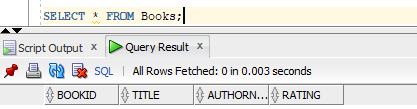 SELECT * FROM Books;
Script Output x Query Result x
SQL | All Rows Fetched: 0 in 0.003 seconds
BOOKID TITLE AUTHORN... RATING